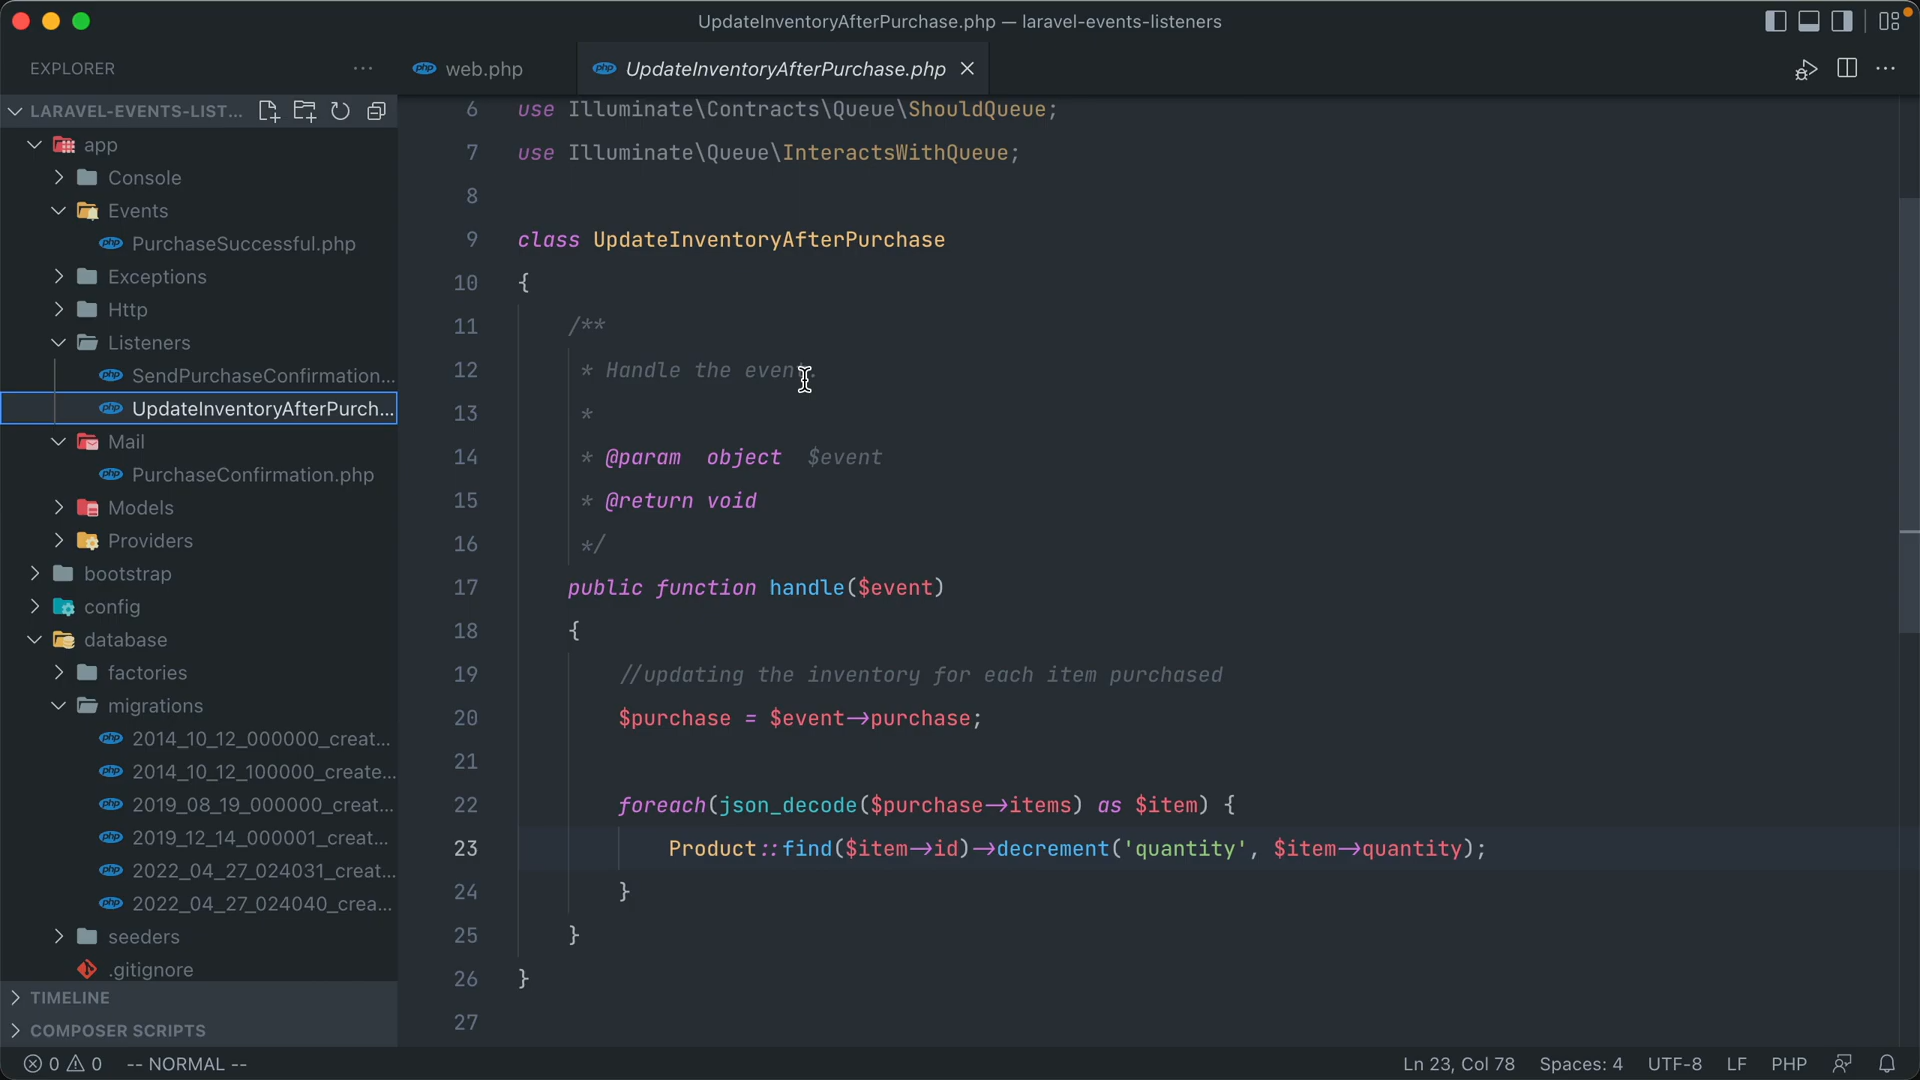 UpdateInventoryAfterPurchase.php — laravel-events-listeners
EXPLORER
web.php
UpdateInventoryAfterPurchase.php
LARAVEL-EVENTS-LIST...
app
Console
Events
PurchaseSuccessful.php
Exceptions
Http
Listeners
SendPurchaseConfirmation...
UpdateInventoryAfterPurch...
Mail
PurchaseConfirmation.php
Models
Providers
bootstrap
config
database
factories
migrations
2014_10_12_000000_creat...
2014_10_12_100000_create...
2019_08_19_000000_creat...
2019_12_14_000001_creat...
2022_04_27_024031_creat...
2022_04_27_024040_crea...
seeders
.gitignore
TIMELINE
COMPOSER SCRIPTS
6 use Illuminate\Contracts\Queue\ShouldQueue;
7 use Illuminate\Queue\InteractsWithQueue;
8
9 class UpdateInventoryAfterPurchase
10 {
11 /**
12 * Handle the event.
13 *
14 * @param object $event
15 * @return void
16 */
17 public function handle($event)
18 {
19 //updating the inventory for each item purchased
20 $purchase = $event->purchase;
21
22 foreach(json_decode($purchase->items) as $item) {
23 Product::find($item->id)->decrement('quantity', $item->quantity);
24 }
25 }
26 }
27
0 0 -- NORMAL --
Ln 23, Col 78 Spaces: 4 UTF-8 LF PHP